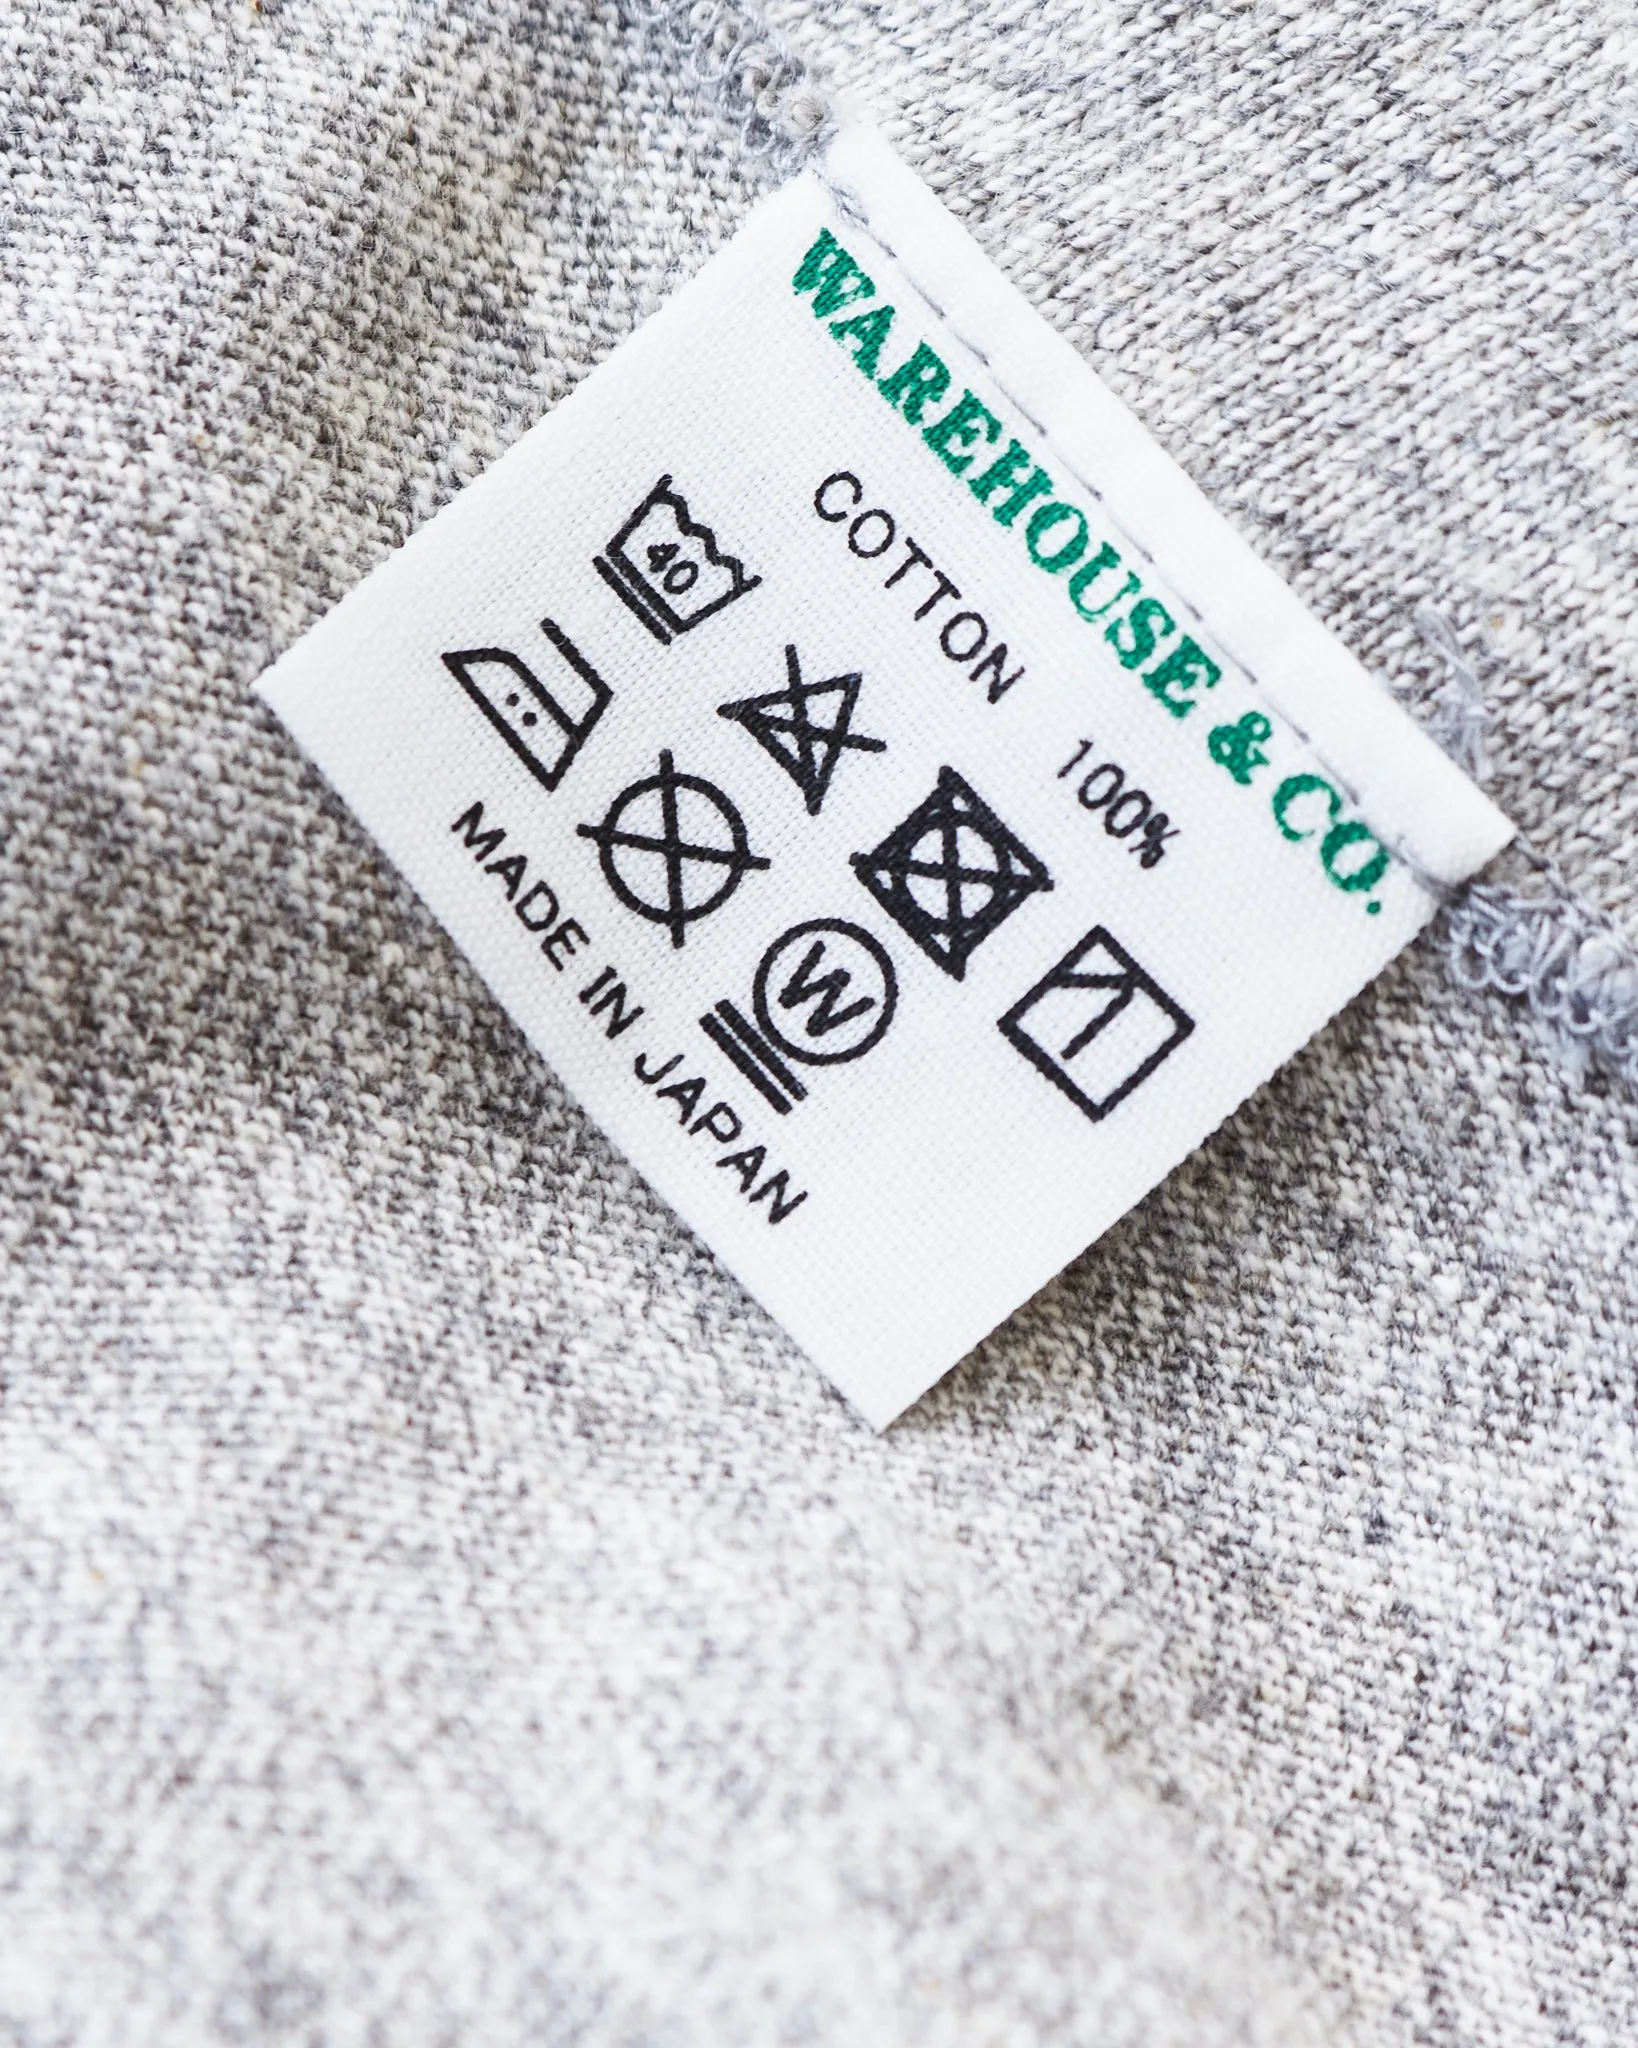 WAREHOUSE & CO.
COTTON 100%
40
W
MADE IN JAPAN